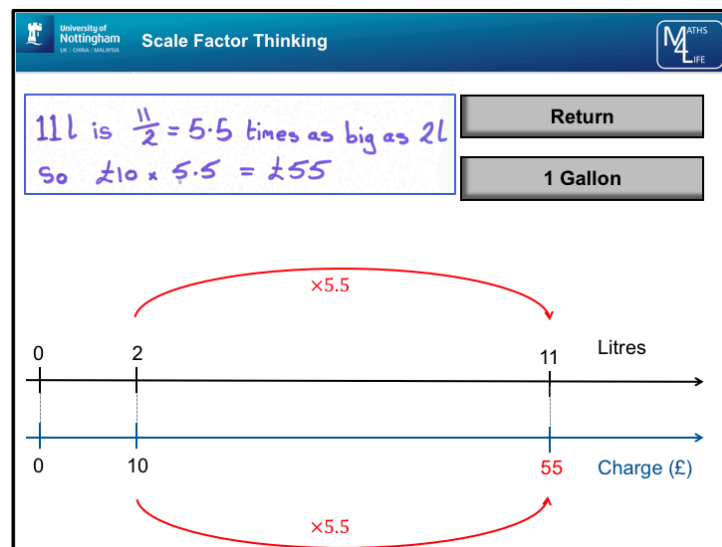 University of
Nottingham
UK | CHINA | MALAYSIA
Scale Factor Thinking
MATHS
4
LIFE
11l is 11/2 = 5.5 times as big as 2l
So £10 × 5.5 = £55
Return
1 Gallon
×5.5
0 2 11 Litres
0 10 55 Charge (£)
×5.5